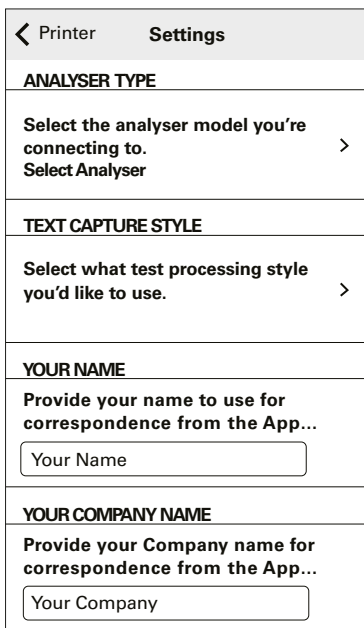 Printer Settings
ANALYSER TYPE
Select the analyser model you're
connecting to.
Select Analyser
TEXT CAPTURE STYLE
Select what test processing style
you'd like to use.
YOUR NAME
Provide your name to use for
correspondence from the App...
Your Name
YOUR COMPANY NAME
Provide your Company name for
correspondence from the App...
Your Company